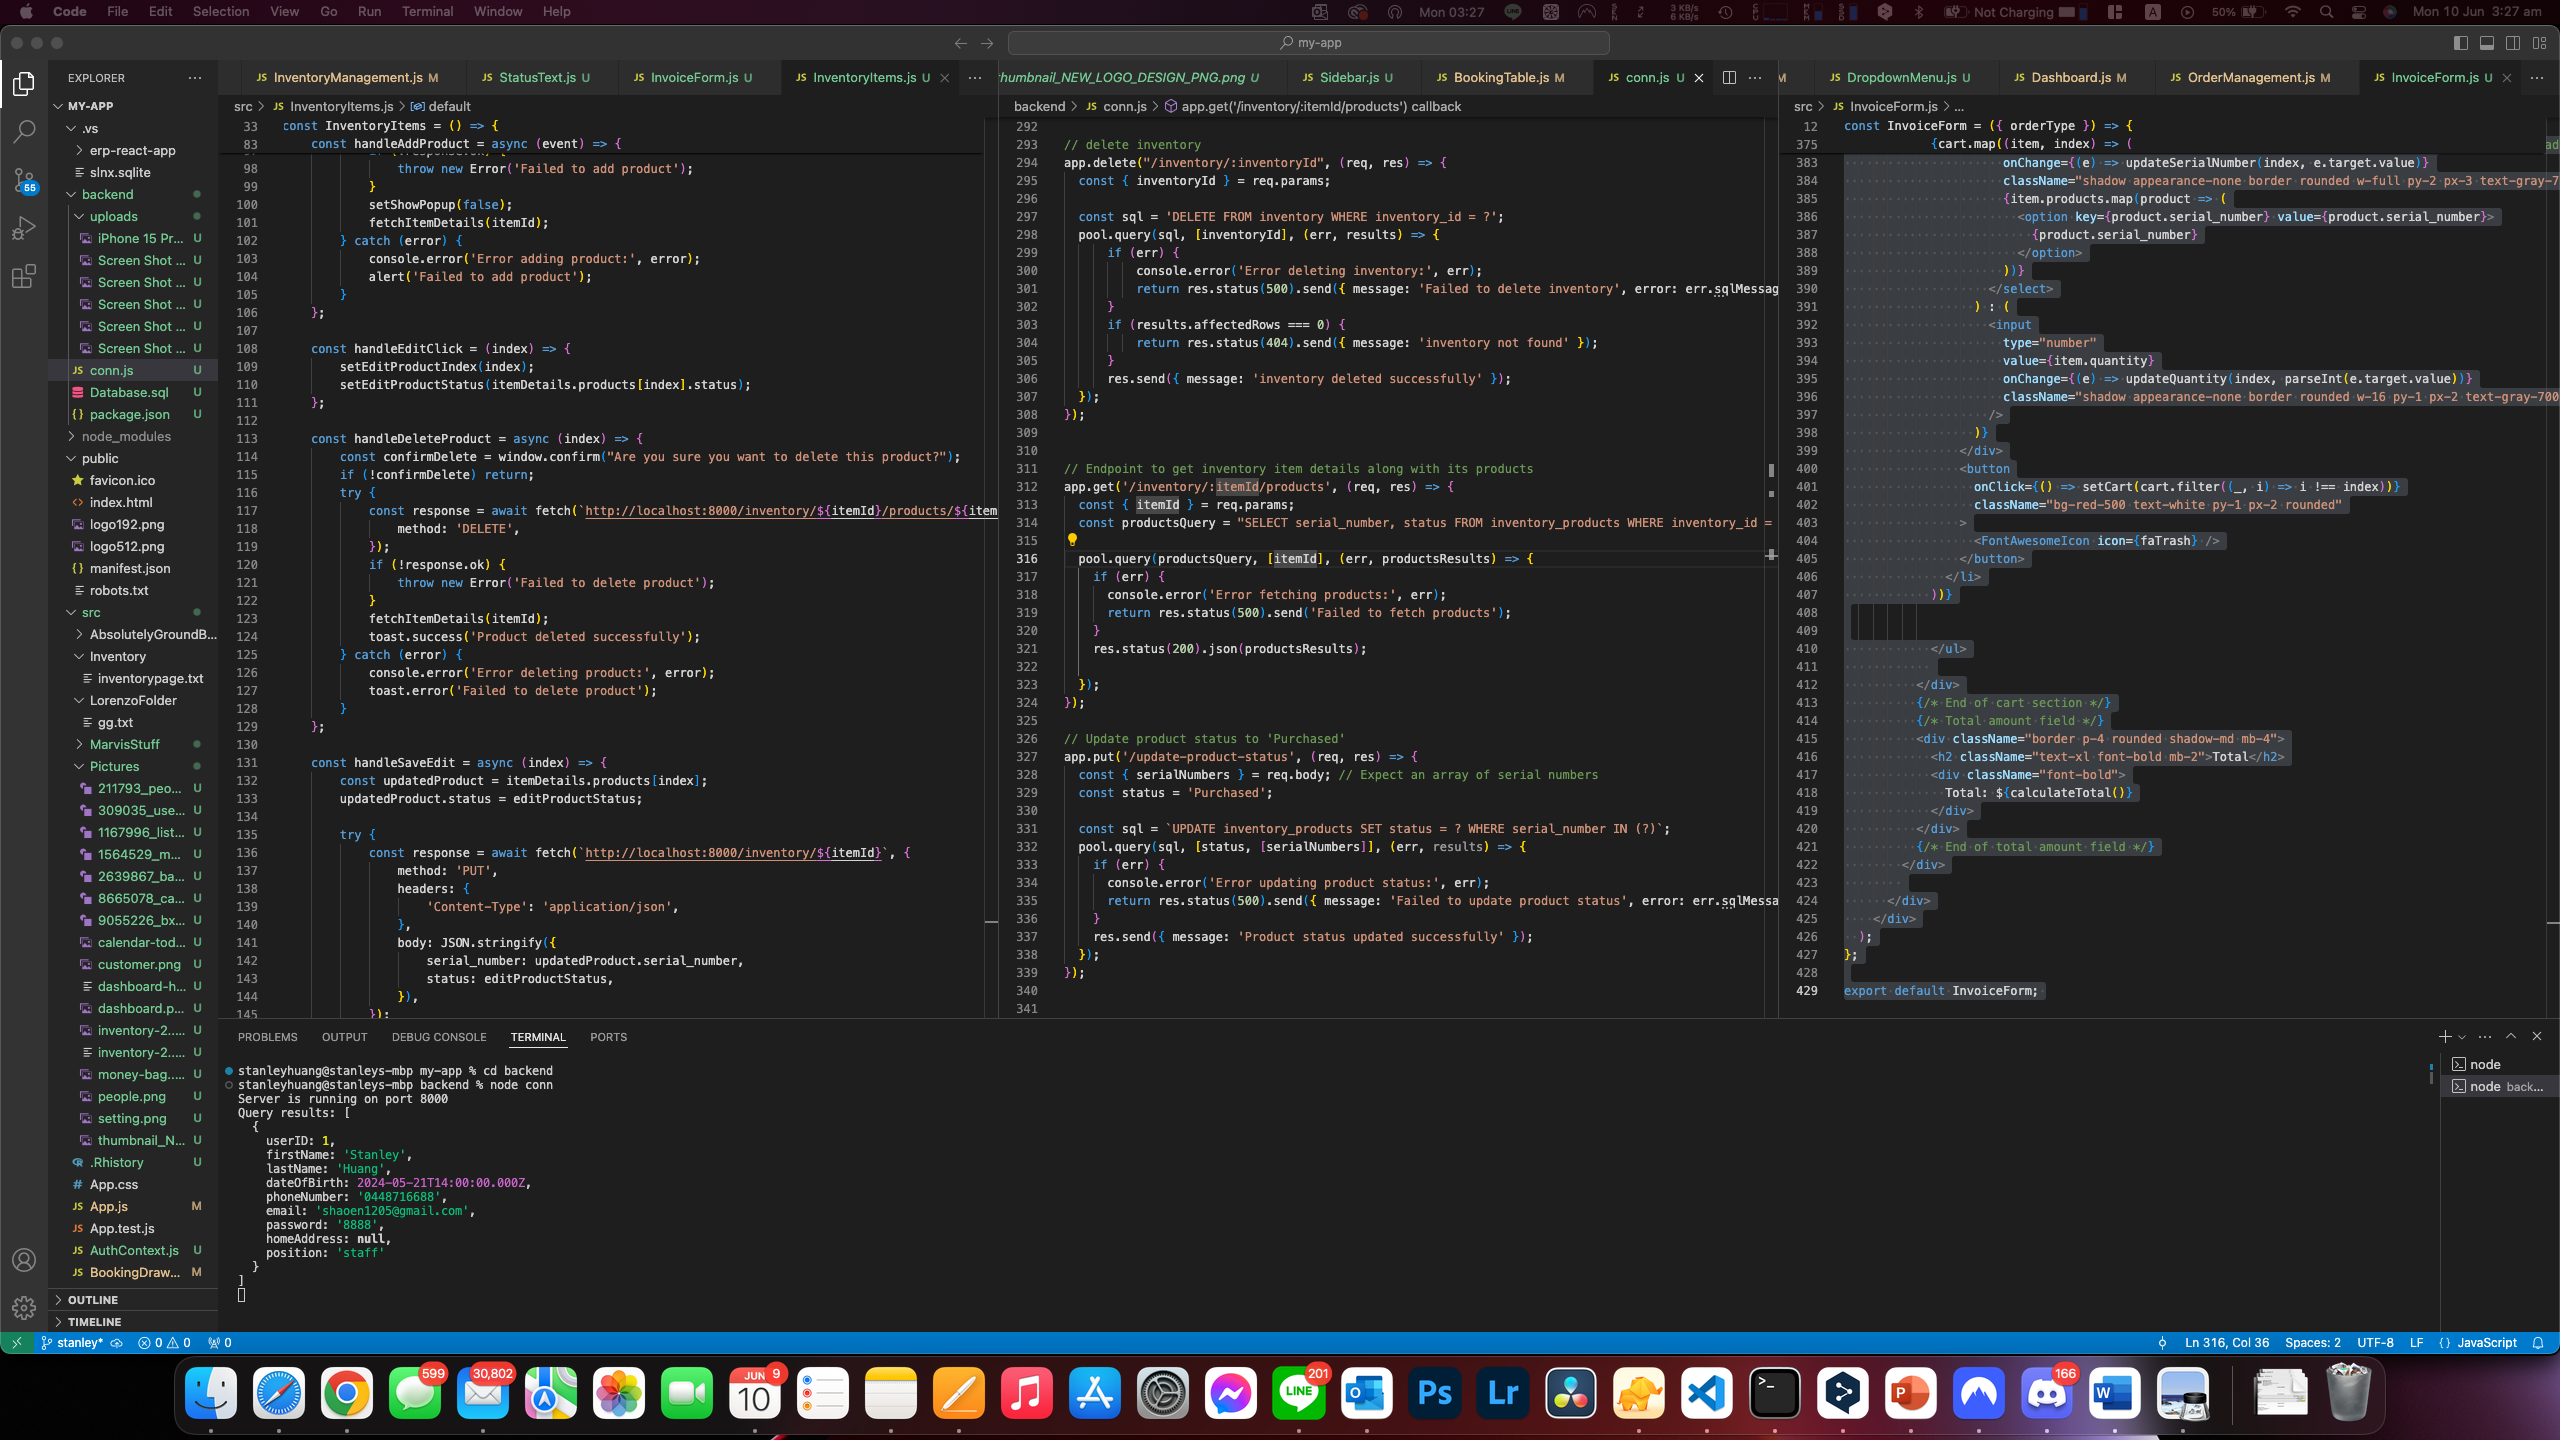 Code File Edit Selection View Go Run Terminal Window Help
Mon 03:27
3 KB/s
6 KB/s
Not Charging
A
50%
Mon 10 Jun 3:27 am
my-app
EXPLORER
MY-APP
.vs
erp-react-app
slnx.sqlite
backend
uploads
iPhone 15 Pr... U
Screen Shot ... U
Screen Shot ... U
Screen Shot ... U
Screen Shot ... U
Screen Shot ... U
JS conn.js U
Database.sql U
{} package.json U
node_modules
public
favicon.ico
<> index.html
logo192.png
logo512.png
{} manifest.json
robots.txt
src
AbsolutelyGroundB...
Inventory
inventorypage.txt
LorenzoFolder
gg.txt
MarvisStuff
Pictures
211793_peo... U
309035_use... U
1167996_list... U
1564529_m... U
2639867_ba... U
8665078_ca... U
9055226_bx... U
calendar-tod... U
customer.png U
dashboard-h... U
dashboard.p... U
inventory-2.... U
inventory-2.... U
money-bag.... U
people.png U
setting.png U
thumbnail_N... U
.Rhistory U
# App.css
JS App.js M
JS App.test.js
JS AuthContext.js U
JS BookingDraw... M
OUTLINE
TIMELINE
55
JS InventoryManagement.js M JS StatusText.js U JS InvoiceForm.js U JS InventoryItems.js U
src > JS InventoryItems.js > default
33 const InventoryItems = () => {
83 const handleAddProduct = async (event) => {
98 throw new Error('Failed to add product');
99 }
100 setShowPopup(false);
101 fetchItemDetails(itemId);
102 } catch (error) {
103 console.error('Error adding product:', error);
104 alert('Failed to add product');
105 }
106 };
107
108 const handleEditClick = (index) => {
109 setEditProductIndex(index);
110 setEditProductStatus(itemDetails.products[index].status);
111 };
112
113 const handleDeleteProduct = async (index) => {
114 const confirmDelete = window.confirm("Are you sure you want to delete this product?");
115 if (!confirmDelete) return;
116 try {
117 const response = await fetch(`http://localhost:8000/inventory/${itemId}/products/${item
118 method: 'DELETE',
119 });
120 if (!response.ok) {
121 throw new Error('Failed to delete product');
122 }
123 fetchItemDetails(itemId);
124 toast.success('Product deleted successfully');
125 } catch (error) {
126 console.error('Error deleting product:', error);
127 toast.error('Failed to delete product');
128 }
129 };
130
131 const handleSaveEdit = async (index) => {
132 const updatedProduct = itemDetails.products[index];
133 updatedProduct.status = editProductStatus;
134
135 try {
136 const response = await fetch(`http://localhost:8000/inventory/${itemId}`, {
137 method: 'PUT',
138 headers: {
139 'Content-Type': 'application/json',
140 },
141 body: JSON.stringify({
142 serial_number: updatedProduct.serial_number,
143 status: editProductStatus,
144 }),
145 });
thumbnail_NEW_LOGO_DESIGN_PNG.png U JS Sidebar.js U JS BookingTable.js M JS conn.js U
backend > JS conn.js > app.get('/inventory/:itemId/products') callback
292
293 // delete inventory
294 app.delete("/inventory/:inventoryId", (req, res) => {
295 const { inventoryId } = req.params;
296
297 const sql = 'DELETE FROM inventory WHERE inventory_id = ?';
298 pool.query(sql, [inventoryId], (err, results) => {
299 if (err) {
300 console.error('Error deleting inventory:', err);
301 return res.status(500).send({ message: 'Failed to delete inventory', error: err.sqlMessag
302 }
303 if (results.affectedRows === 0) {
304 return res.status(404).send({ message: 'inventory not found' });
305 }
306 res.send({ message: 'inventory deleted successfully' });
307 });
308 });
309
310
311 // Endpoint to get inventory item details along with its products
312 app.get('/inventory/:itemId/products', (req, res) => {
313 const { itemId } = req.params;
314 const productsQuery = "SELECT serial_number, status FROM inventory_products WHERE inventory_id =
315
316 pool.query(productsQuery, [itemId], (err, productsResults) => {
317 if (err) {
318 console.error('Error fetching products:', err);
319 return res.status(500).send('Failed to fetch products');
320 }
321 res.status(200).json(productsResults);
322
323 });
324 });
325
326 // Update product status to 'Purchased'
327 app.put('/update-product-status', (req, res) => {
328 const { serialNumbers } = req.body; // Expect an array of serial numbers
329 const status = 'Purchased';
330
331 const sql = `UPDATE inventory_products SET status = ? WHERE serial_number IN (?)`;
332 pool.query(sql, [status, [serialNumbers]], (err, results) => {
333 if (err) {
334 console.error('Error updating product status:', err);
335 return res.status(500).send({ message: 'Failed to update product status', error: err.sqlMessa
336 }
337 res.send({ message: 'Product status updated successfully' });
338 });
339 });
340
341
M JS DropdownMenu.js U JS Dashboard.js M JS OrderManagement.js M JS InvoiceForm.js U
src > JS InvoiceForm.js > ...
12 const InvoiceForm = ({ orderType }) => {
375 {cart.map((item, index) => (
383 onChange={(e) => updateSerialNumber(index, e.target.value)}
384 className="shadow appearance-none border rounded w-full py-2 px-3 text-gray-7
385 {item.products.map(product => (
386 <option key={product.serial_number} value={product.serial_number}>
387 {product.serial_number}
388 </option>
389 ))}
390 </select>
391 ) : (
392 <input
393 type="number"
394 value={item.quantity}
395 onChange={(e) => updateQuantity(index, parseInt(e.target.value))}
396 className="shadow appearance-none border rounded w-16 py-1 px-2 text-gray-700
397 />
398 )}
399 </div>
400 <button
401 onClick={() => setCart(cart.filter((_, i) => i !== index))}
402 className="bg-red-500 text-white py-1 px-2 rounded"
403 >
404 <FontAwesomeIcon icon={faTrash} />
405 </button>
406 </li>
407 ))}
408
409
410 </ul>
411
412 </div>
413 {/* End of cart section */}
414 {/* Total amount field */}
415 <div className="border p-4 rounded shadow-md mb-4">
416 <h2 className="text-xl font-bold mb-2">Total</h2>
417 <div className="font-bold">
418 Total: ${calculateTotal()}
419 </div>
420 </div>
421 {/* End of total amount field */}
422 </div>
423
424 </div>
425 </div>
426 );
427 };
428
429 export default InvoiceForm;
PROBLEMS OUTPUT DEBUG CONSOLE TERMINAL PORTS
stanleyhuang@stanleys-mbp my-app % cd backend
stanleyhuang@stanleys-mbp backend % node conn
Server is running on port 8000
Query results: [
{
userID: 1,
firstName: 'Stanley',
lastName: 'Huang',
dateOfBirth: 2024-05-21T14:00:00.000Z,
phoneNumber: '0448716688',
email: 'shaoen1205@gmail.com',
password: '8888',
homeAddress: null,
position: 'staff'
}
]
node
node back...
stanley* 0 0 0
Ln 316, Col 36 Spaces: 2 UTF-8 LF {} JavaScript
599
30,802
JUN 9
10
LINE
201
Ps
Lr
166
W